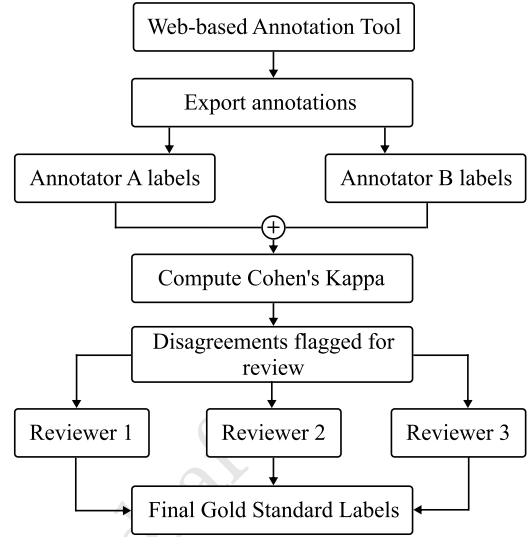 Web-based Annotation Tool
Export annotations
Annotator A labels
Annotator B labels
+
Compute Cohen's Kappa
Disagreements flagged for
review
Reviewer 1
Reviewer 2
Reviewer 3
Final Gold Standard Labels